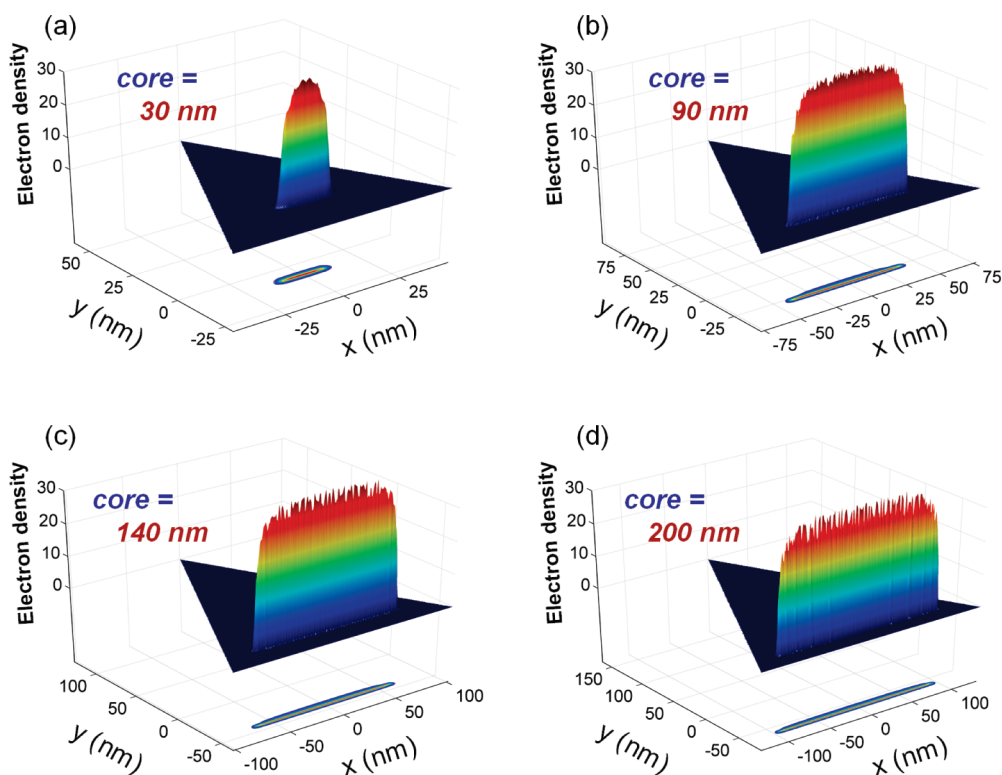 (a)
Electron density
30
20
10
0
core =
30 nm
50
25
0
-25
y (nm)
-25
0
25
x (nm)
(b)
Electron density
30
20
10
0
core =
90 nm
75
50
25
0
-25
y (nm)
-75
-50
-25
0
25
50
75
x (nm)
(c)
Electron density
30
20
10
0
core =
140 nm
100
50
0
-50
y (nm)
-100
-50
0
50
100
x (nm)
(d)
Electron density
30
20
10
0
core =
200 nm
150
100
50
0
-50
y (nm)
-100
-50
0
50
100
x (nm)